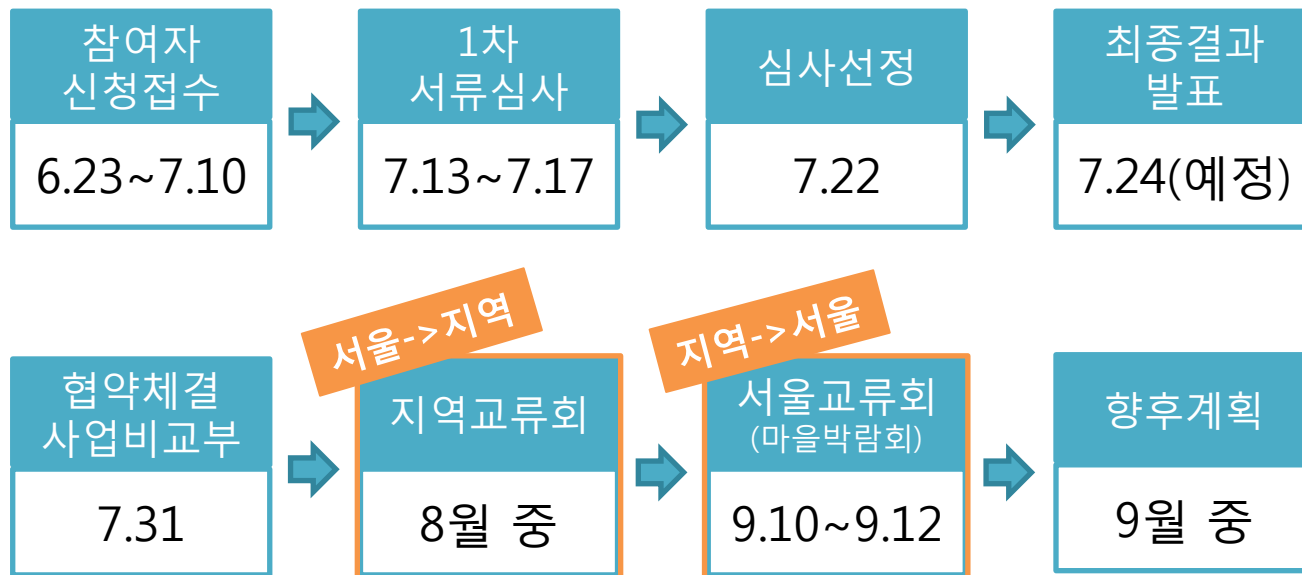 참여자
신청접수
6.23~7.10
1차
서류심사
7.13~7.17
심사선정
7.22
최종결과
발표
7.24(예정)
협약체결
사업비교부
7.31
서울->지역
지역교류회
8월 중
지역->서울
서울교류회
(마을박람회)
9.10~9.12
향후계획
9월 중